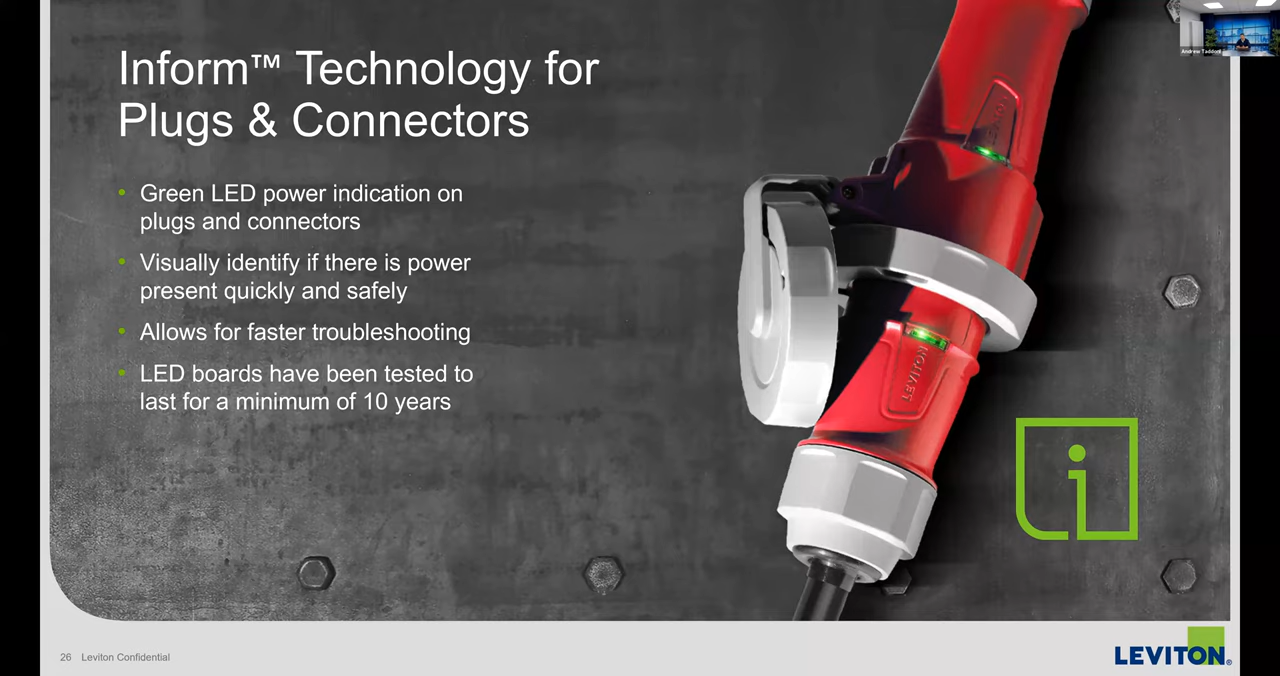 Inform™ Technology for
Plugs & Connectors
• Green LED power indication on
plugs and connectors
• Visually identify if there is power
present quickly and safely
• Allows for faster troubleshooting
• LED boards have been tested to
last for a minimum of 10 years
LEVITON
26 Leviton Confidential
LEVITON®